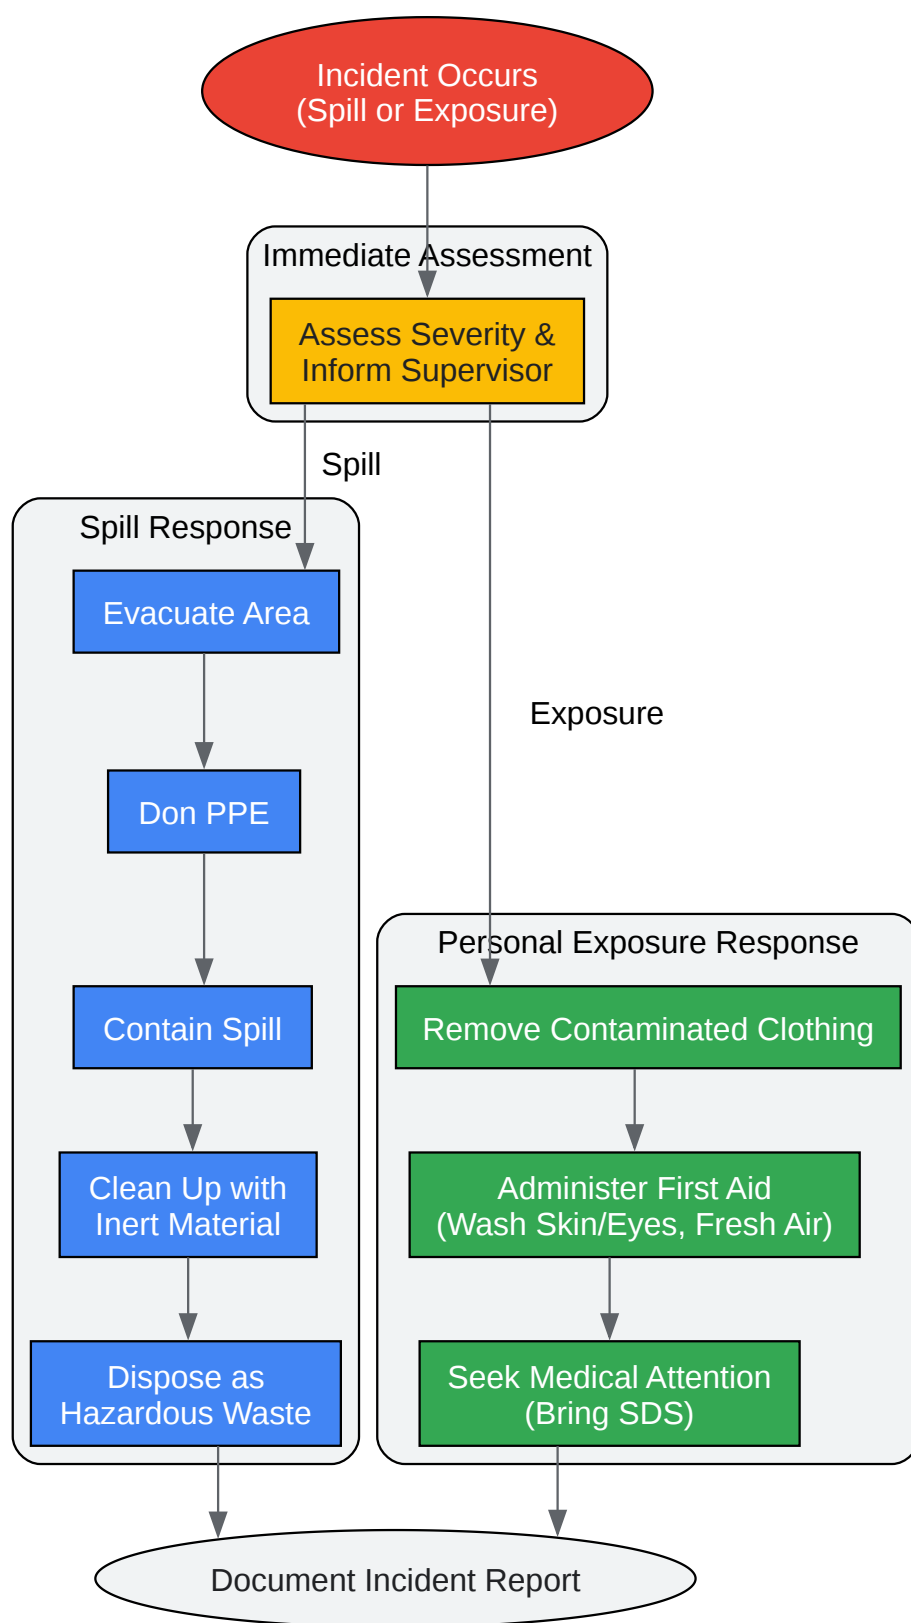 Incident Occurs
(Spill or Exposure)
Immediate Assessment
Assess Severity &
Inform Supervisor
Spill
Spill Response
Evacuate Area
Exposure
Don PPE
Personal Exposure Response
Contain Spill
Remove Contaminated Clothing
Clean Up with
Inert Material
Administer First Aid
(Wash Skin/Eyes, Fresh Air)
Dispose as
Hazardous Waste
Seek Medical Attention
(Bring SDS)
Document Incident Report